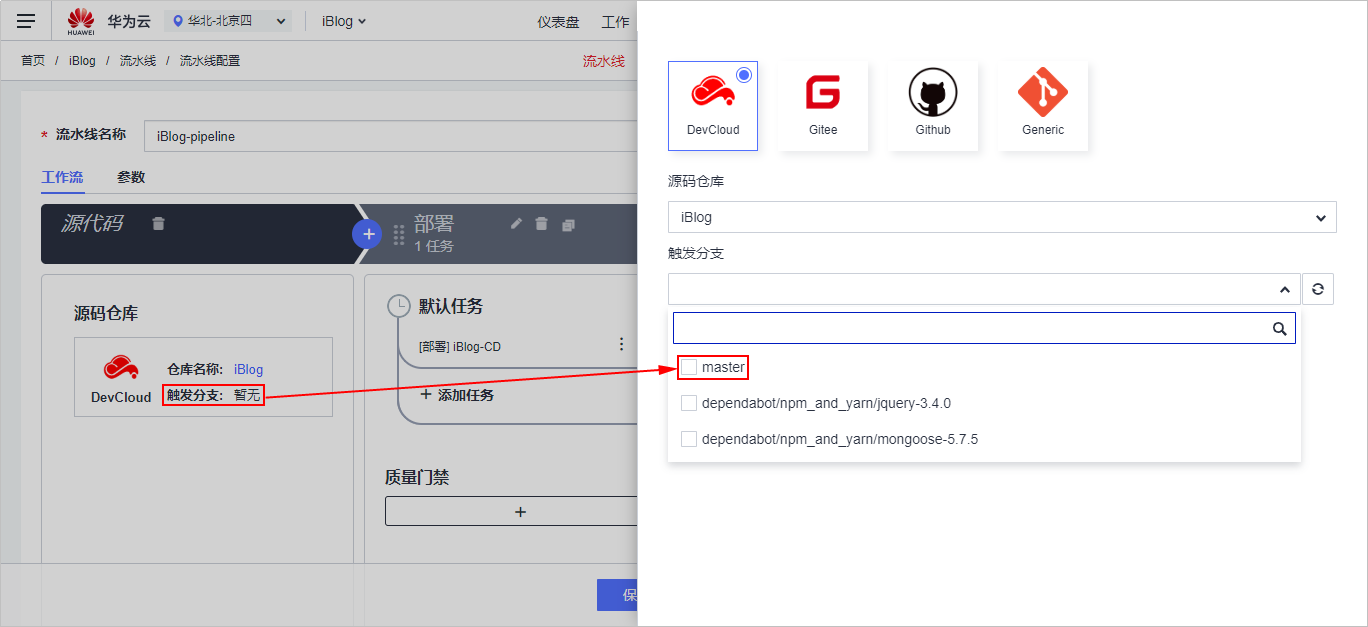 HUAWEI 华为云 华北-北京四 iBlog 仪表盘 工作
首页 / iBlog / 流水线 / 流水线配置 流水线
* 流水线名称 iBlog-pipeline
工作流 参数
源代码 部署
1 任务
源码仓库
DevCloud
仓库名称: iBlog
触发分支: 暂无
默认任务
[部署] iBlog-CD
+ 添加任务
质量门禁
+
保
DevCloud Gitee Github Generic
源码仓库
iBlog
触发分支
master
dependabot/npm_and_yarn/jquery-3.4.0
dependabot/npm_and_yarn/mongoose-5.7.5